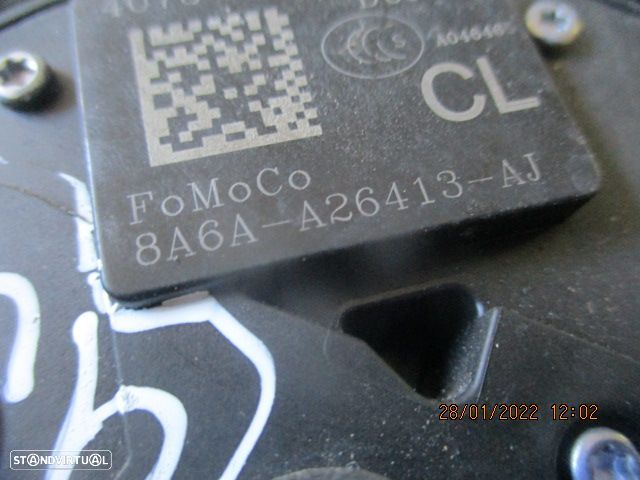 CL
FoMoCo
8A6A-A26413-AJ
28/01/2022 12:02
STANDVIRTUAL